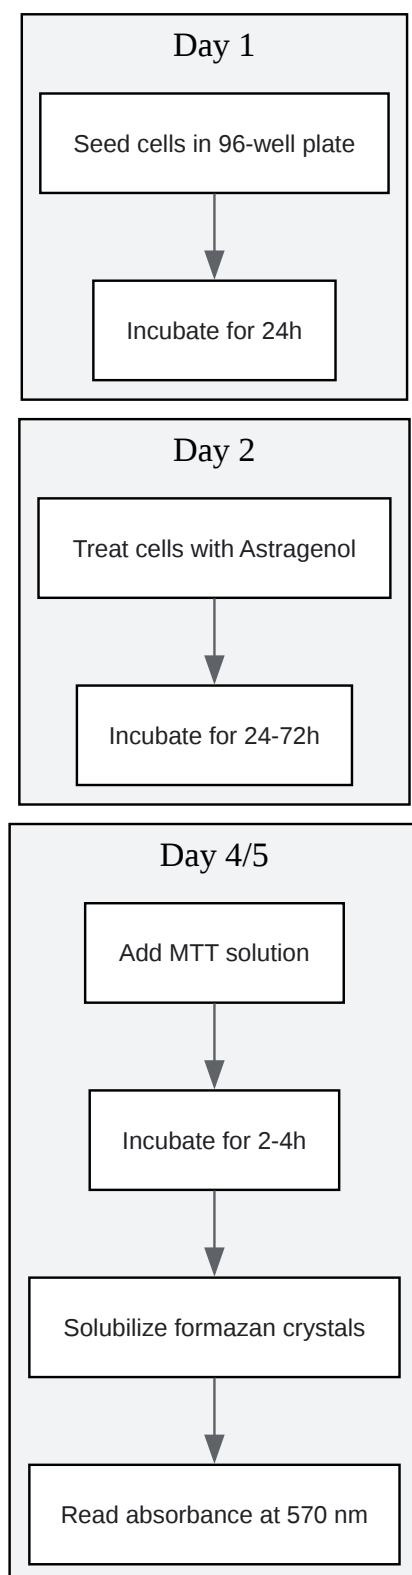 Day 1
Seed cells in 96-well plate
Incubate for 24h
Day 2
Treat cells with Astragenol
Incubate for 24-72h
Day 4/5
Add MTT solution
Incubate for 2-4h
Solubilize formazan crystals
Read absorbance at 570 nm